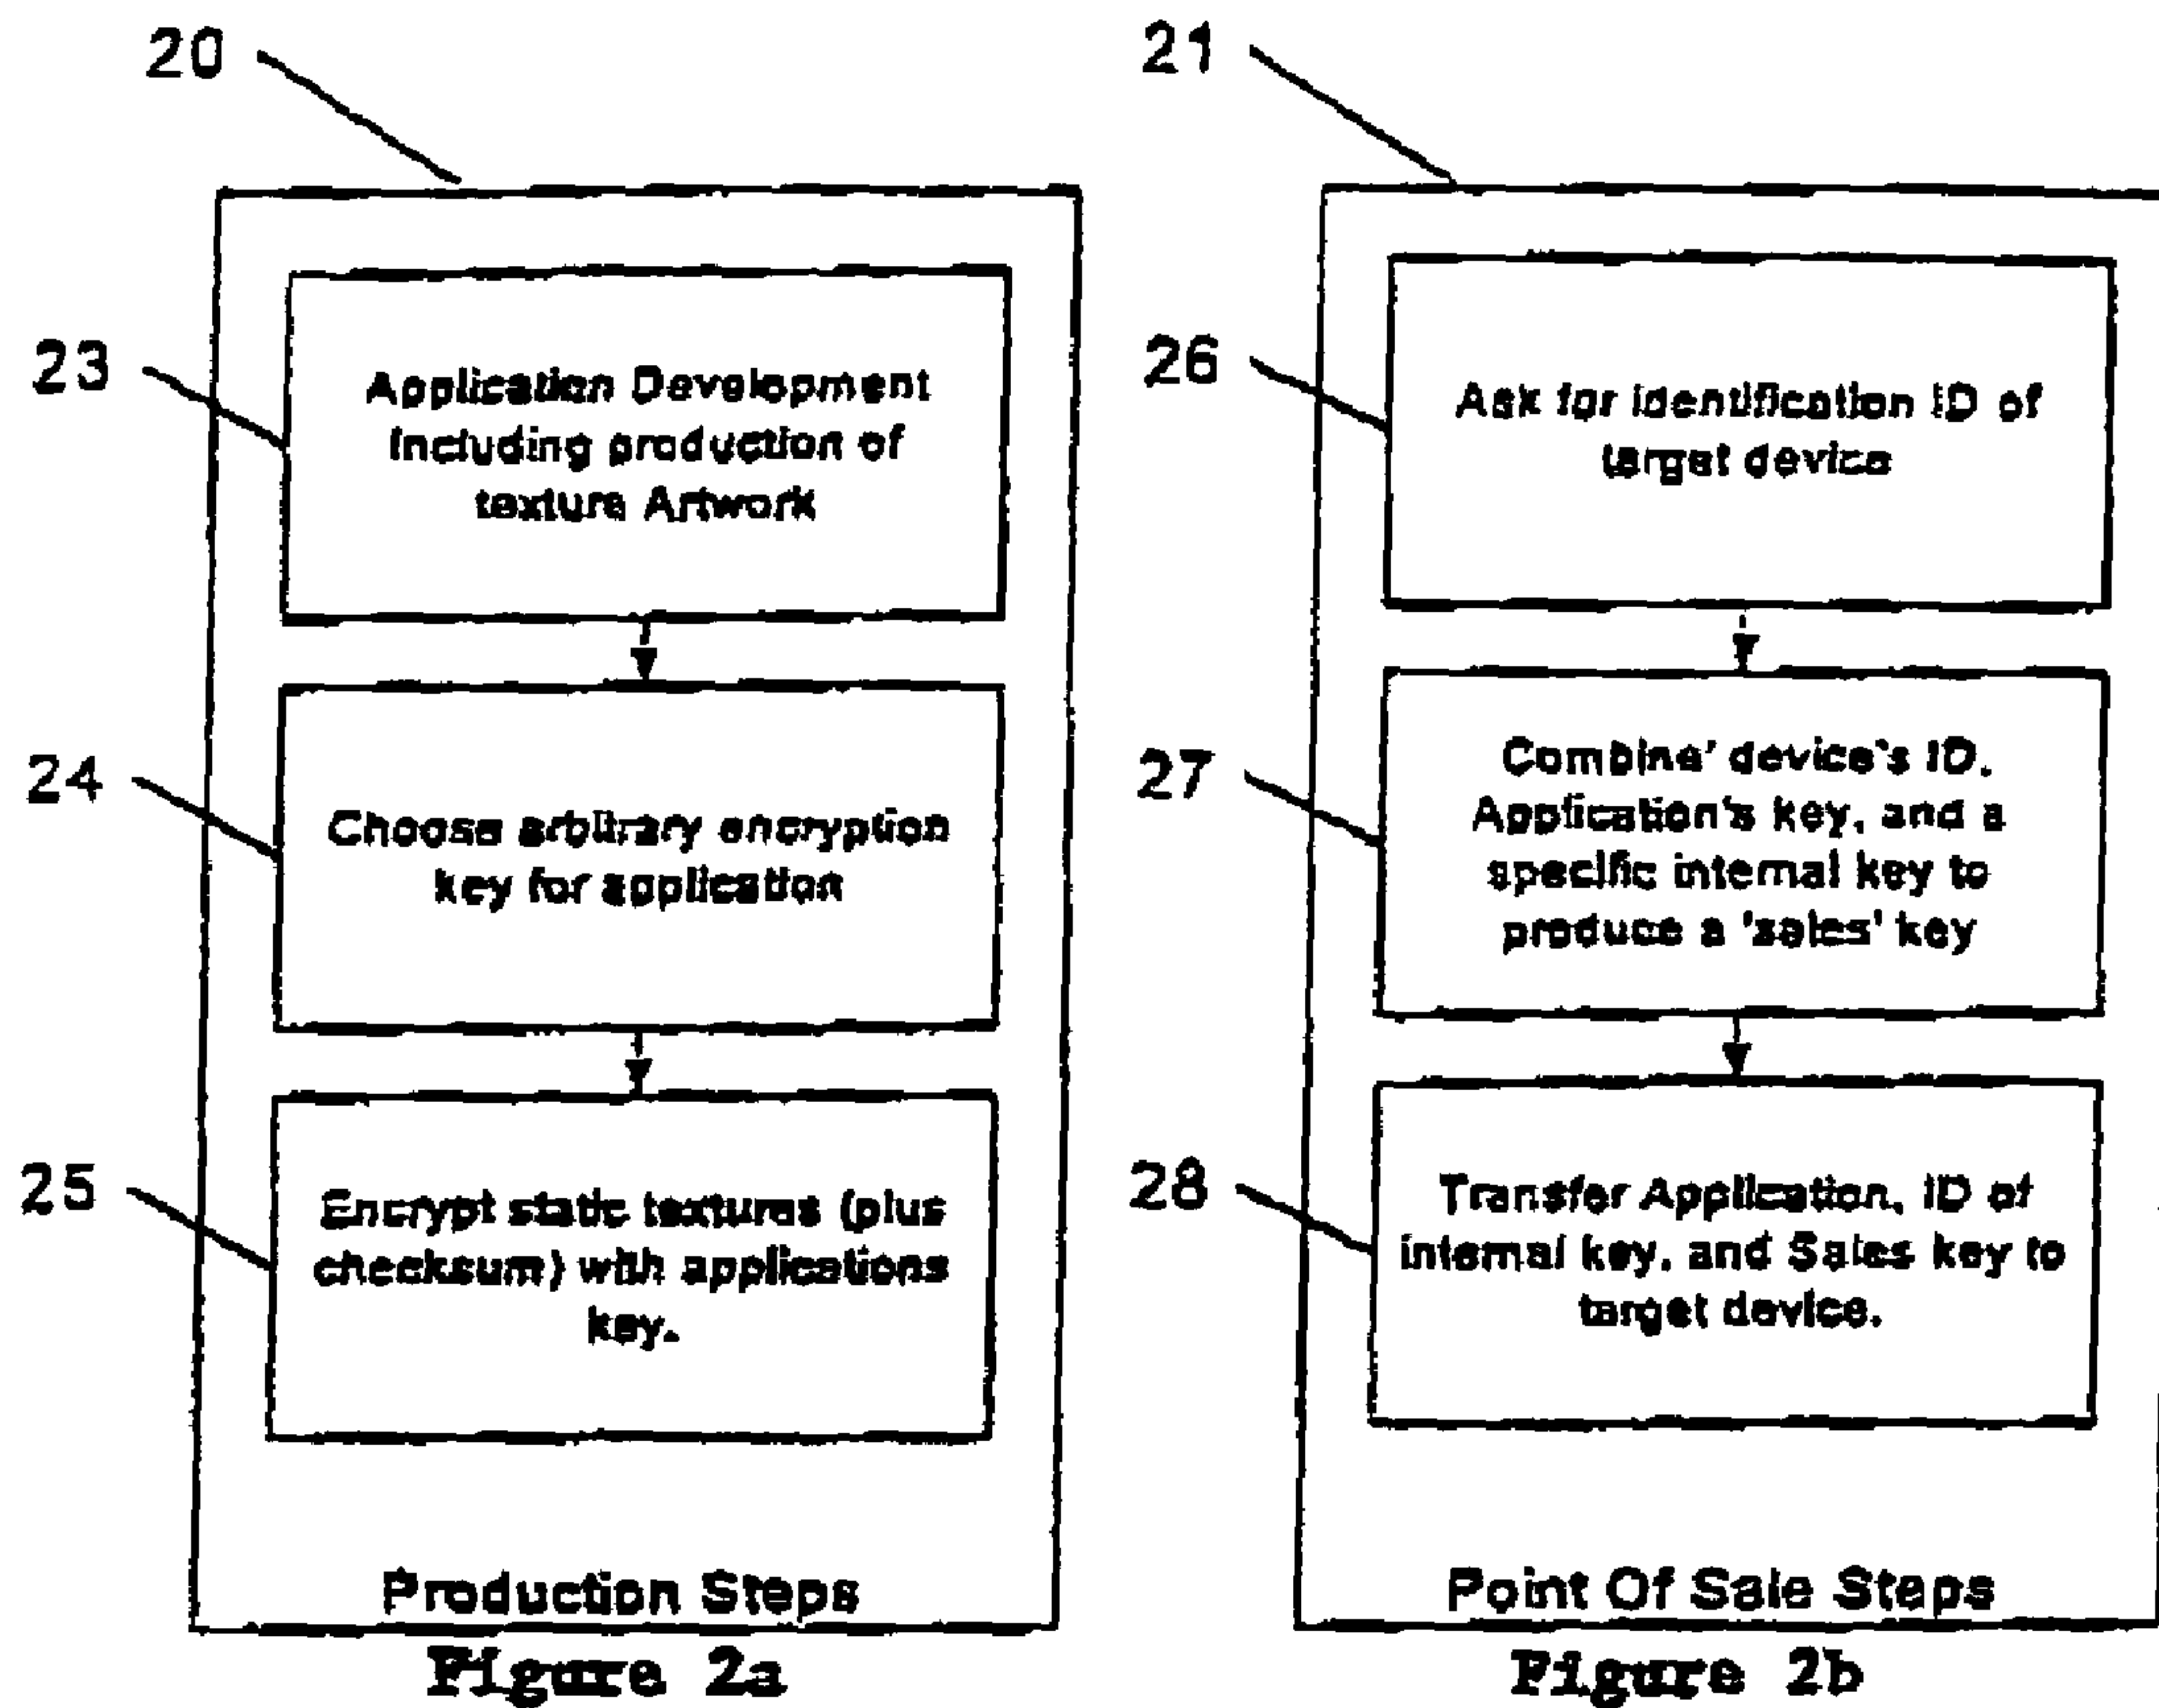 20
23
Application Development
Including production of
texture Artwork
24
Choose arbitrary encryption
key for application
25
Encrypt static textures (plus
checksum) with applications
key.
Production Steps
Figure 2a
21
26
Ask for identification ID of
target device
27
Combine' device's ID,
Application's key, and a
specific internal key to
produce a 'sales' key
28
Transfer Application, ID of
internal key, and Sales key to
target device.
Point Of Sale Steps
Figure 2b